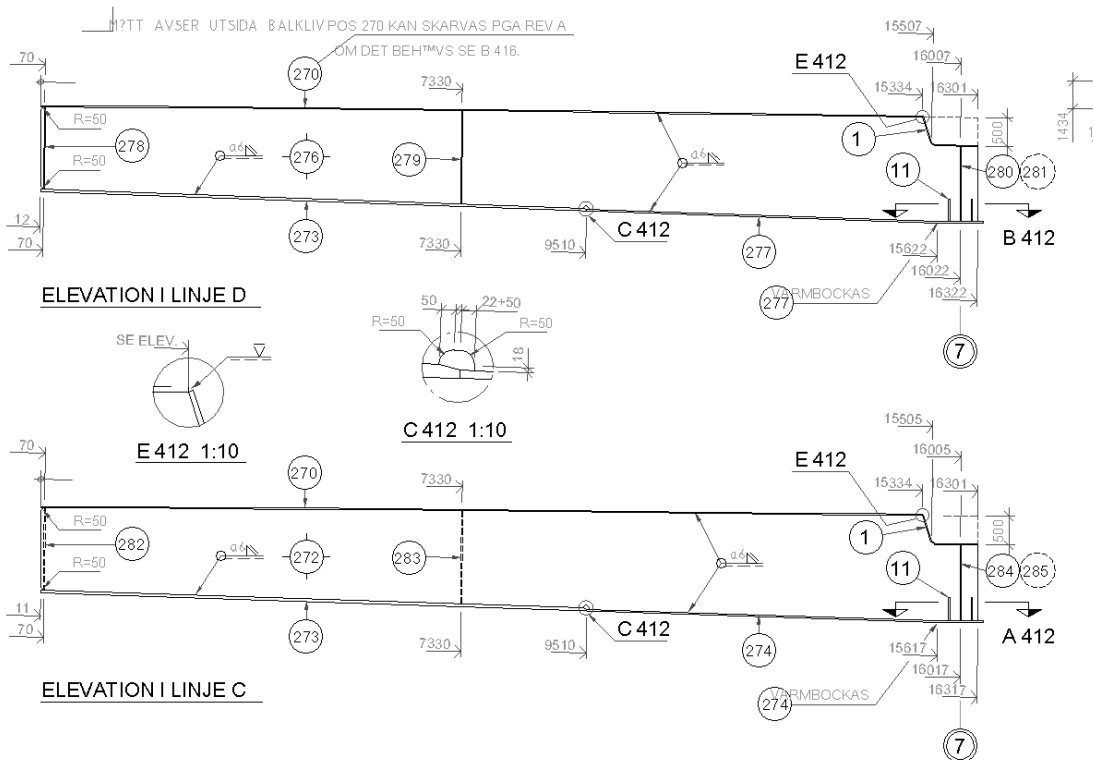 M?TT AVSER UTSIDA BALKLIV POS 270 KAN SKARVAS PGA REV A
OM DET BEH™VS SE B 416.
15507
70
270
7330
E 412
16007
15334
16301
R=50
278
a6
276
279
a6
1
500
1434
R=50
11
280
281
12
70
273
7330
9510
C 412
277
15622
B 412
16022
VARMBOCKAS
277
16322
ELEVATION I LINJE D
50
22+50
R=50
R=50
18
SE ELEV.
7
E 412 1:10
C 412 1:10
15505
70
270
7330
E 412
16005
15334
16301
R=50
282
a6
272
283
a6
1
500
R=50
11
284
285
11
70
273
7330
9510
C 412
274
15617
A 412
16017
VARMBOCKAS
274
16317
ELEVATION I LINJE C
7